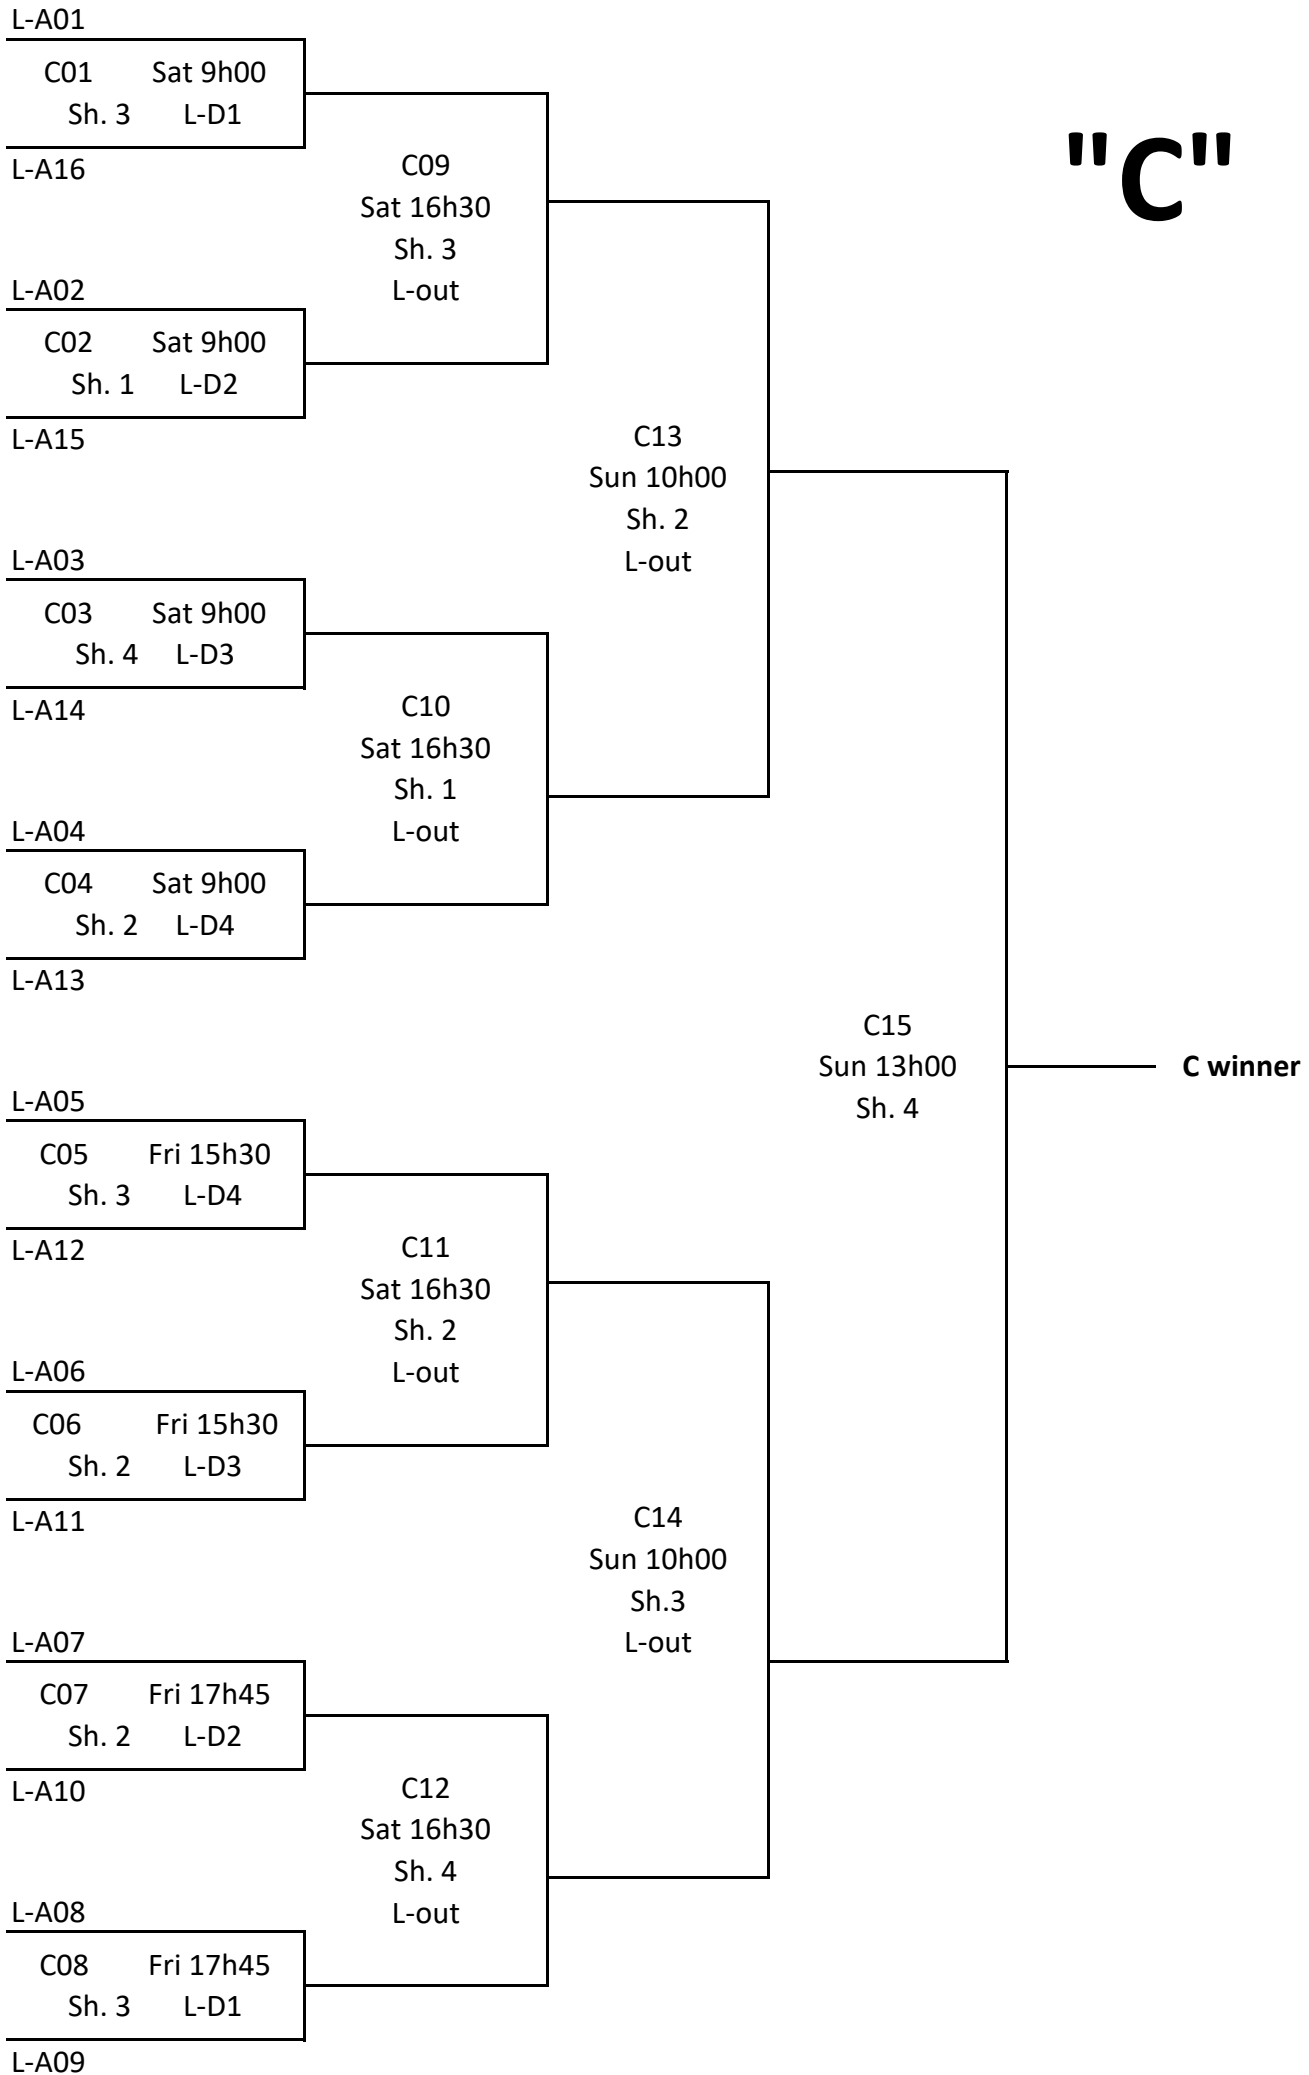 L-A01
C01 Sat 9h00
Sh. 3 L-D1
L-A16
"C"
C09
Sat 16h30
Sh. 3
L-out
L-A02
C02 Sat 9h00
Sh. 1 L-D2
L-A15
C13
Sun 10h00
Sh. 2
L-out
L-A03
C03 Sat 9h00
Sh. 4 L-D3
L-A14
C10
Sat 16h30
Sh. 1
L-out
L-A04
C04 Sat 9h00
Sh. 2 L-D4
L-A13
C15
Sun 13h00
Sh. 4
C winner
L-A05
C05 Fri 15h30
Sh. 3 L-D4
L-A12
C11
Sat 16h30
Sh. 2
L-out
L-A06
C06 Fri 15h30
Sh. 2 L-D3
L-A11
C14
Sun 10h00
Sh.3
L-out
L-A07
C07 Fri 17h45
Sh. 2 L-D2
L-A10
C12
Sat 16h30
Sh. 4
L-out
L-A08
C08 Fri 17h45
Sh. 3 L-D1
L-A09